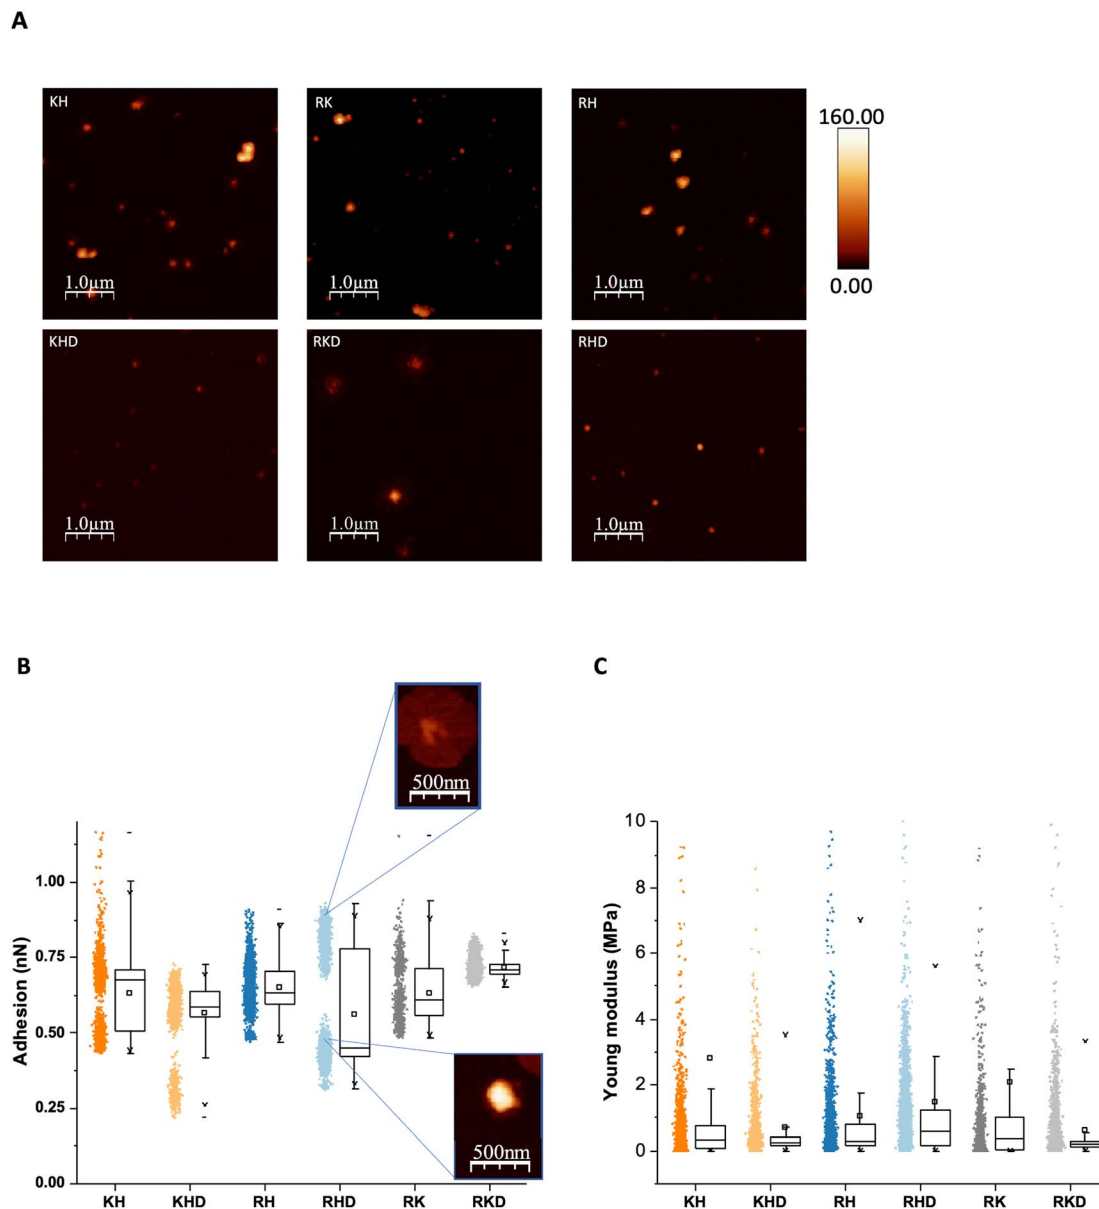 A
KH
RK
RH
160.00
0.00
1.0µm
1.0µm
1.0µm
KHD
RKD
RHD
1.0µm
1.0µm
1.0µm
B
C
500nm
Adhesion (nN)
1.00
0.75
0.50
0.25
0.00
500nm
KH KHD RH RHD RK RKD
Young modulus (MPa)
10
8
6
4
2
0
KH KHD RH RHD RK RKD